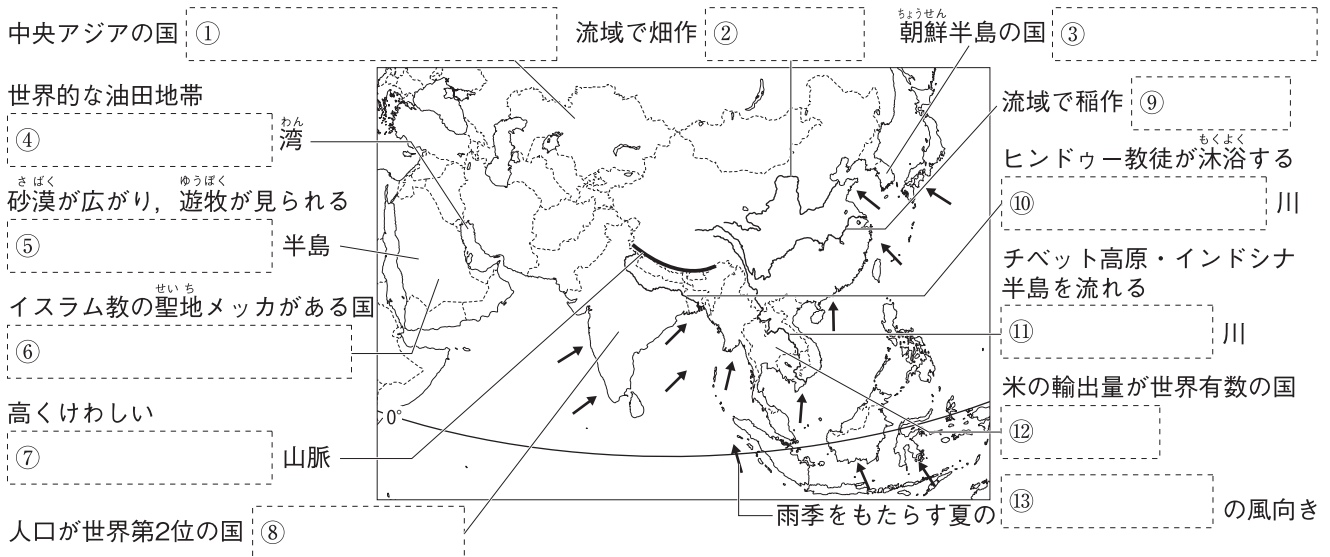 中央アジアの国 ①
流域で畑作 ②
ちょうせん
朝鮮半島の国 ③
世界的な油田地帯
④ 湾
わん
砂漠が広がり，遊牧が見られる
さばく ゆうぼく
⑤ 半島
イスラム教の聖地メッカがある国
せいち
⑥
高くけわしい
⑦ 山脈
人口が世界第2位の国 ⑧
流域で稲作 ⑨
ヒンドゥー教徒が沐浴する
もくよく
⑩ 川
チベット高原・インドシナ
半島を流れる
⑪ 川
米の輸出量が世界有数の国
⑫
雨季をもたらす夏の ⑬ の風向き
0°